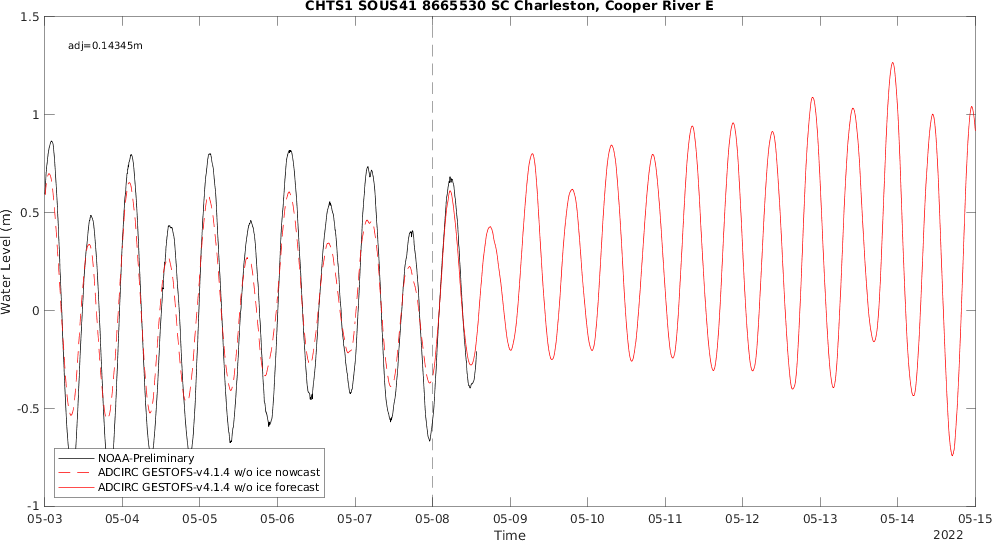 CHTS1 SOUS41 8665530 SC Charleston, Cooper River E
adj=0.14345m
Water Level (m)
1.5
1
0.5
0
-0.5
-1
NOAA-Preliminary
ADCIRC GESTOFS-v4.1.4 w/o ice nowcast
ADCIRC GESTOFS-v4.1.4 w/o ice forecast
05-03 05-04 05-05 05-06 05-07 05-08 05-09 05-10 05-11 05-12 05-13 05-14 05-15
Time
2022